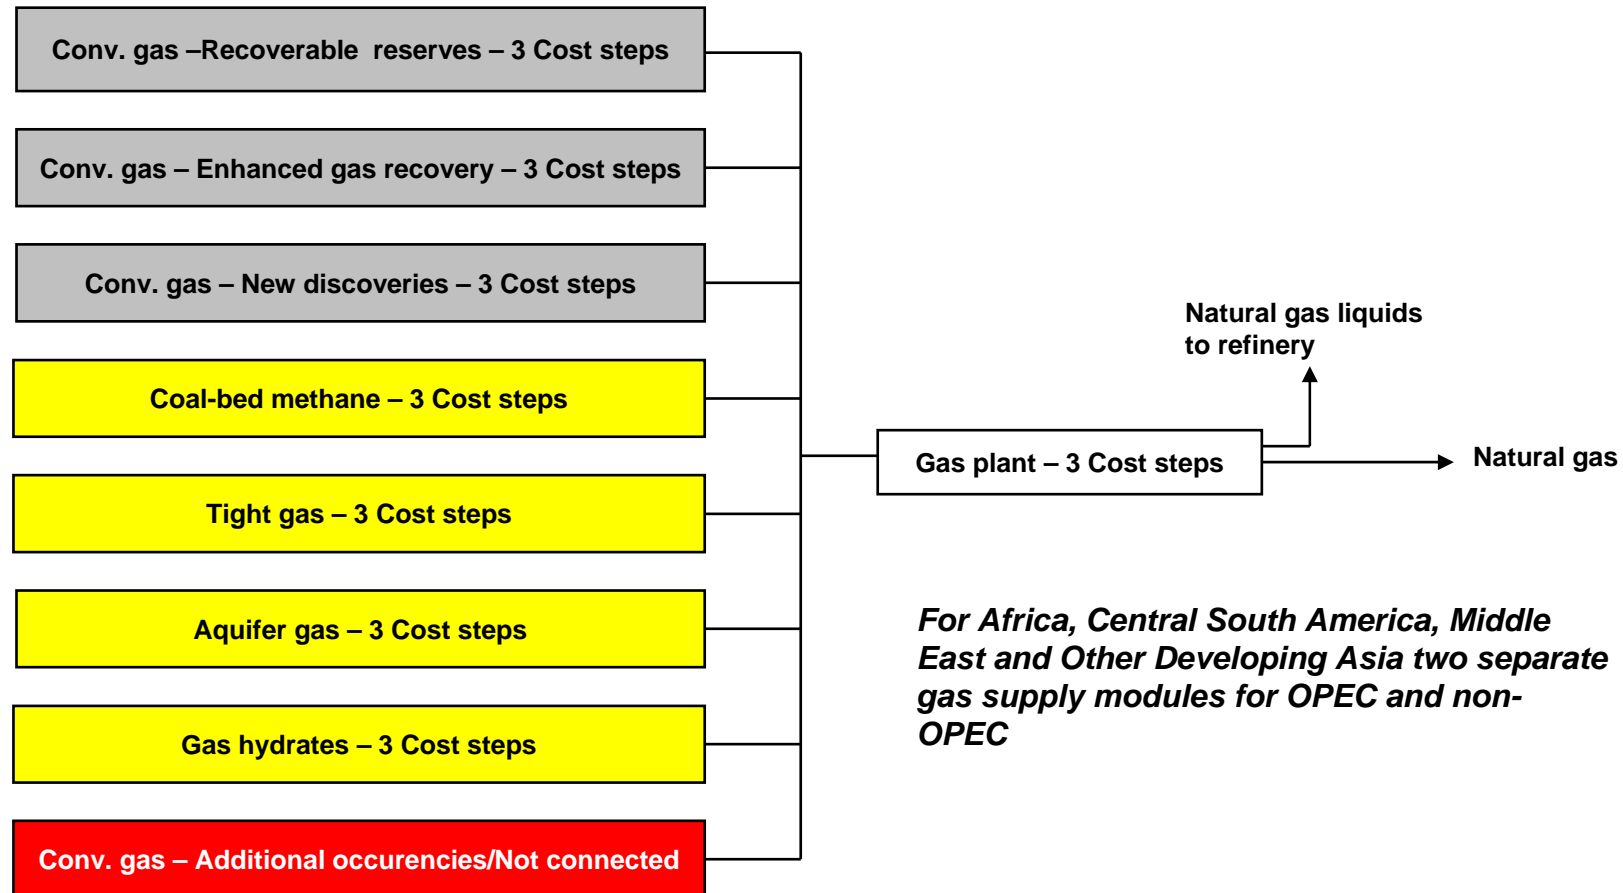 Conv. gas –Recoverable  reserves – 3 Cost steps
Conv. gas – Enhanced gas recovery – 3 Cost steps
Conv. gas – New discoveries – 3 Cost steps
Coal-bed methane – 3 Cost steps
Tight gas – 3 Cost steps
Aquifer gas – 3 Cost steps
Gas hydrates – 3 Cost steps
Conv. gas – Additional occurencies/Not connected
Gas plant – 3 Cost steps
Natural gas liquids
to refinery
Natural gas
For Africa, Central South America, Middle
East and Other Developing Asia two separate
gas supply modules for OPEC and non-
OPEC